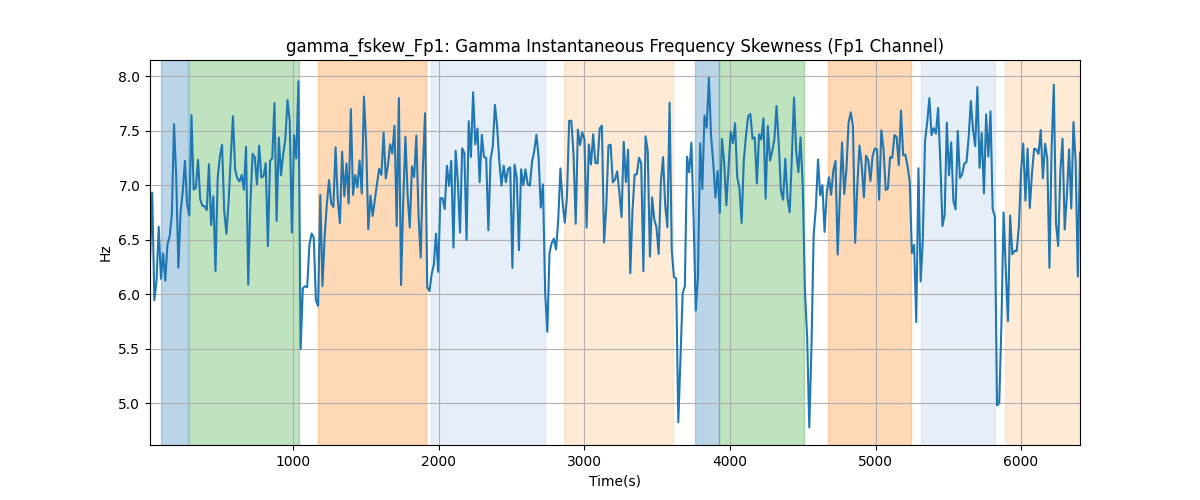 gamma_fskew_Fp1: Gamma Instantaneous Frequency Skewness (Fp1 Channel)
8.0
7.5
7.0
6.5
6.0
5.5
5.0
Hz
1000 2000 3000 4000 5000 6000
Time(s)